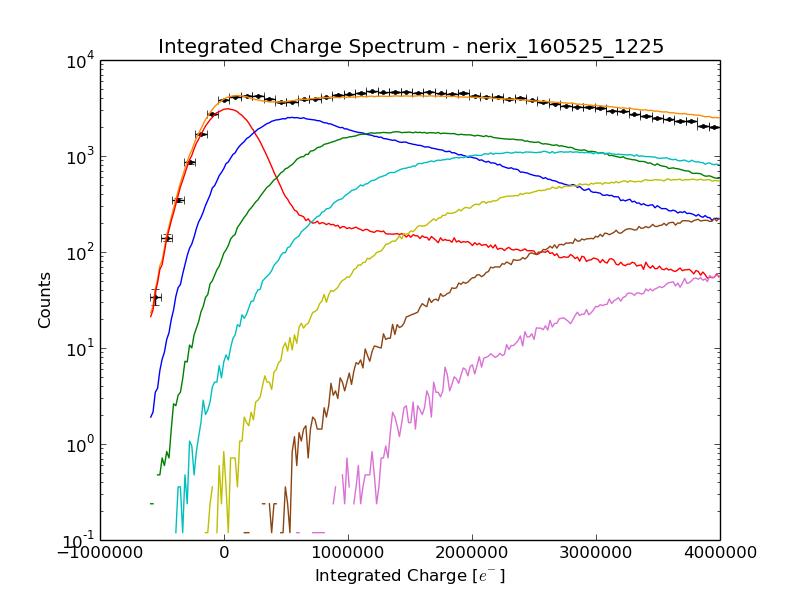 Integrated Charge Spectrum - nerix_160525_1225
10^4
10^3
10^2
10^1
10^0
10^-1
Counts
−1000000 0 1000000 2000000 3000000 4000000
Integrated Charge [e^-]